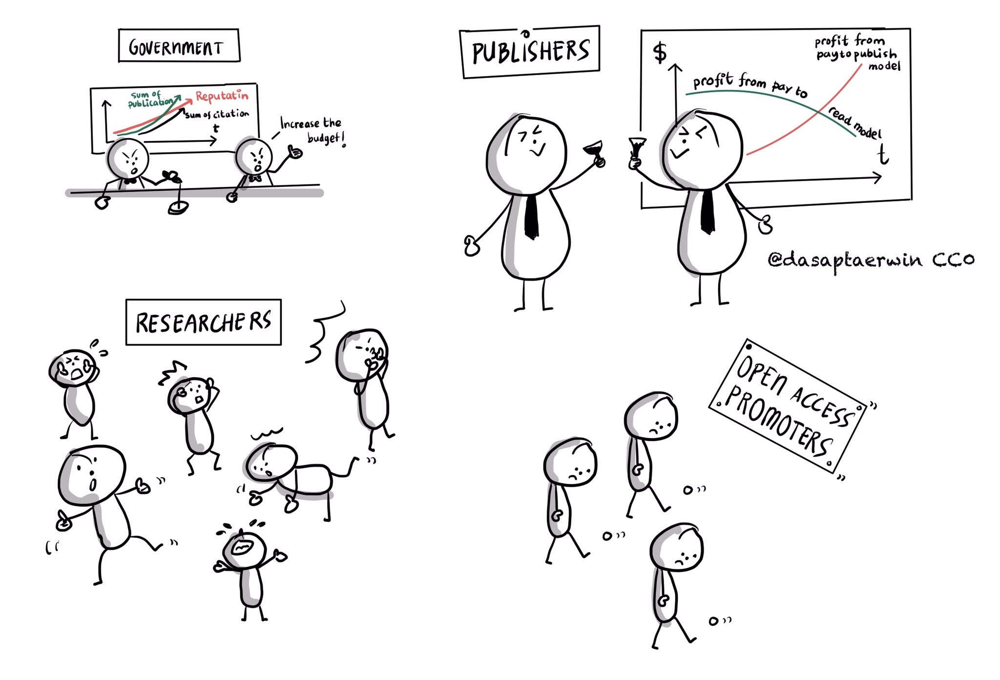 GOVERNMENT
sum of
publication
Reputatin
sum of citation
t
Increase the
budget!
PUBLISHERS
$
profit from
pay to publish
model
profit from pay to
read model
t
@dasaptaerwin CC0
RESEARCHERS
OPEN ACCESS
PROMOTERS